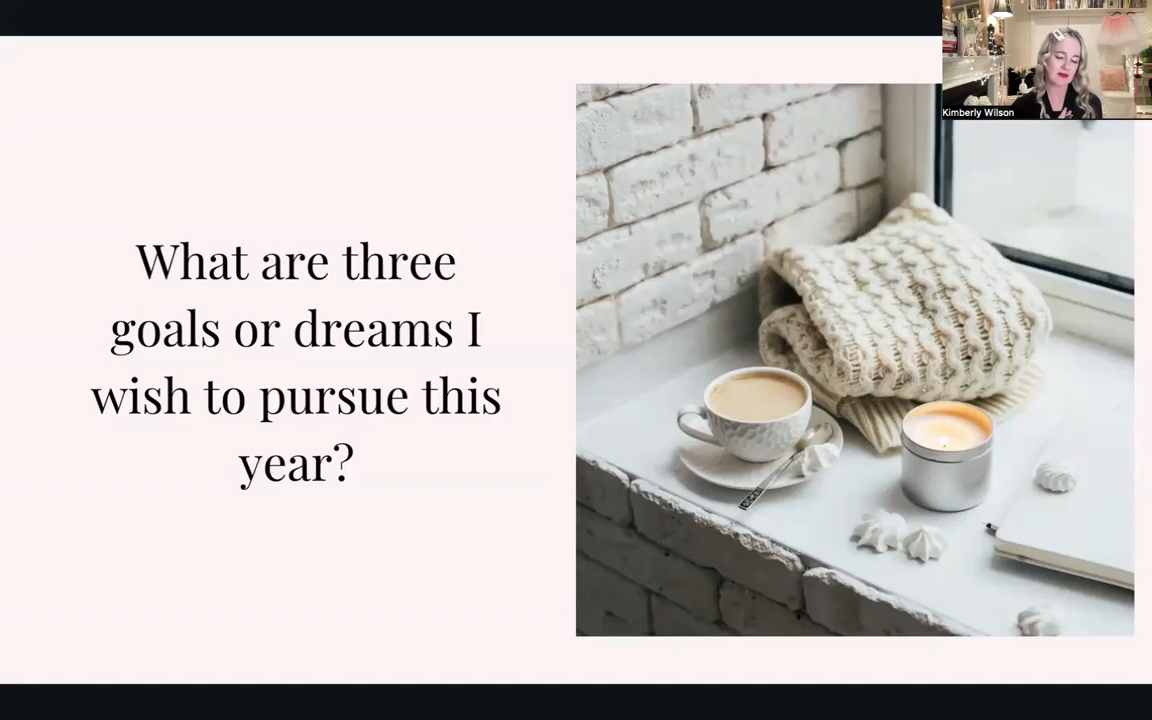 What are three
goals or dreams I
wish to pursue this
year?
Kimberly Wilson